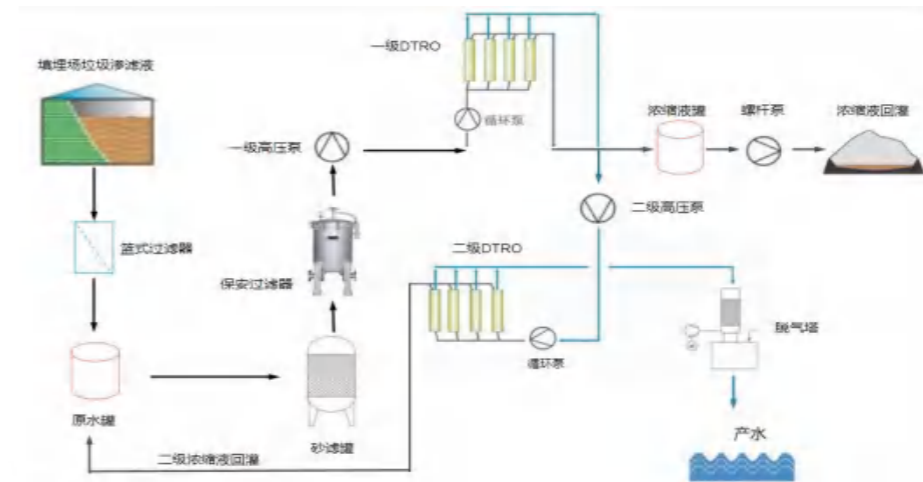 一级DTRO
填埋场垃圾渗滤液
循环泵
浓缩液罐
螺杆泵
浓缩液回灌
一级高压泵
二级高压泵
篮式过滤器
二级DTRO
保安过滤器
脱气塔
循环泵
原水罐
砂滤罐
产水
二级浓缩液回灌